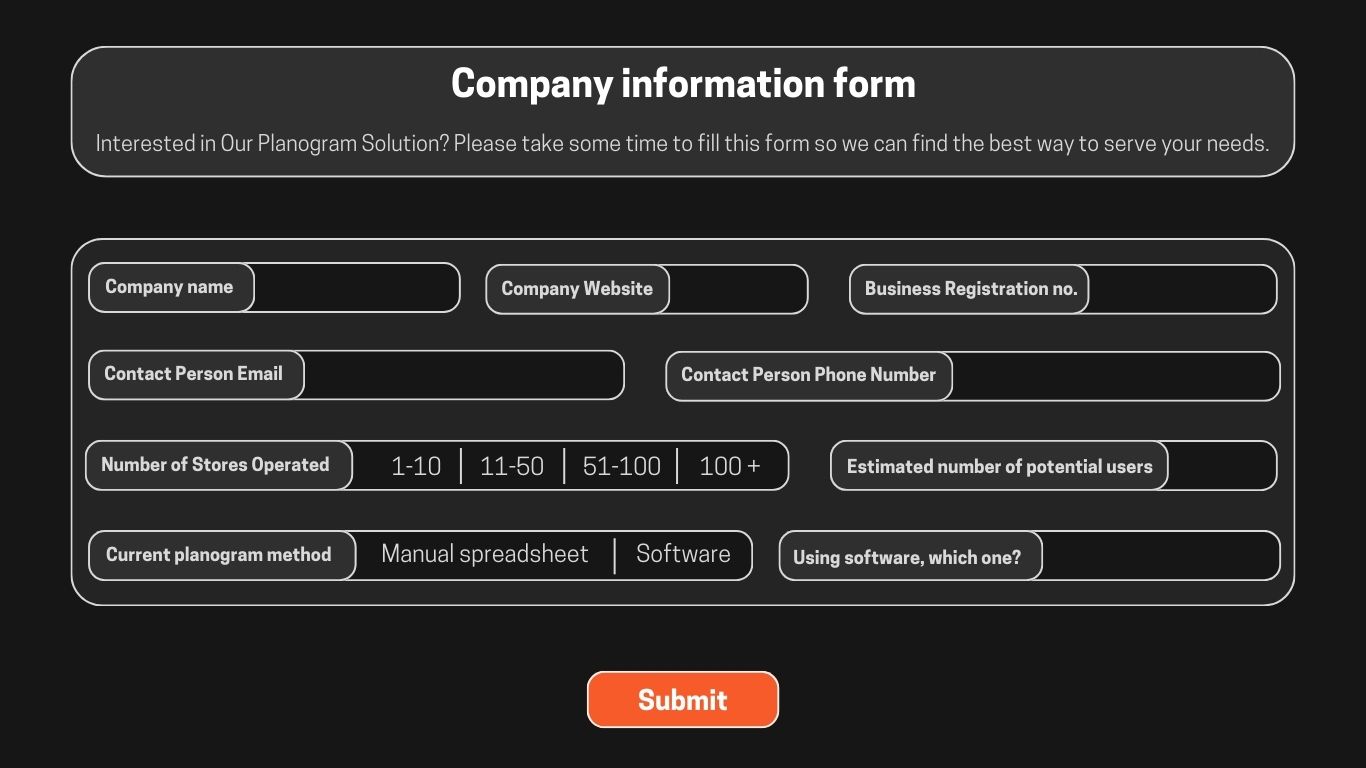 Company information form
Interested in Our Planogram Solution? Please take some time to fill this form so we can find the best way to serve your needs.
Company name
Company Website
Business Registration no.
Contact Person Email
Contact Person Phone Number
Number of Stores Operated
1-10
11-50
51-100
100 +
Estimated number of potential users
Current planogram method
Manual spreadsheet
Software
Using software, which one?
Submit